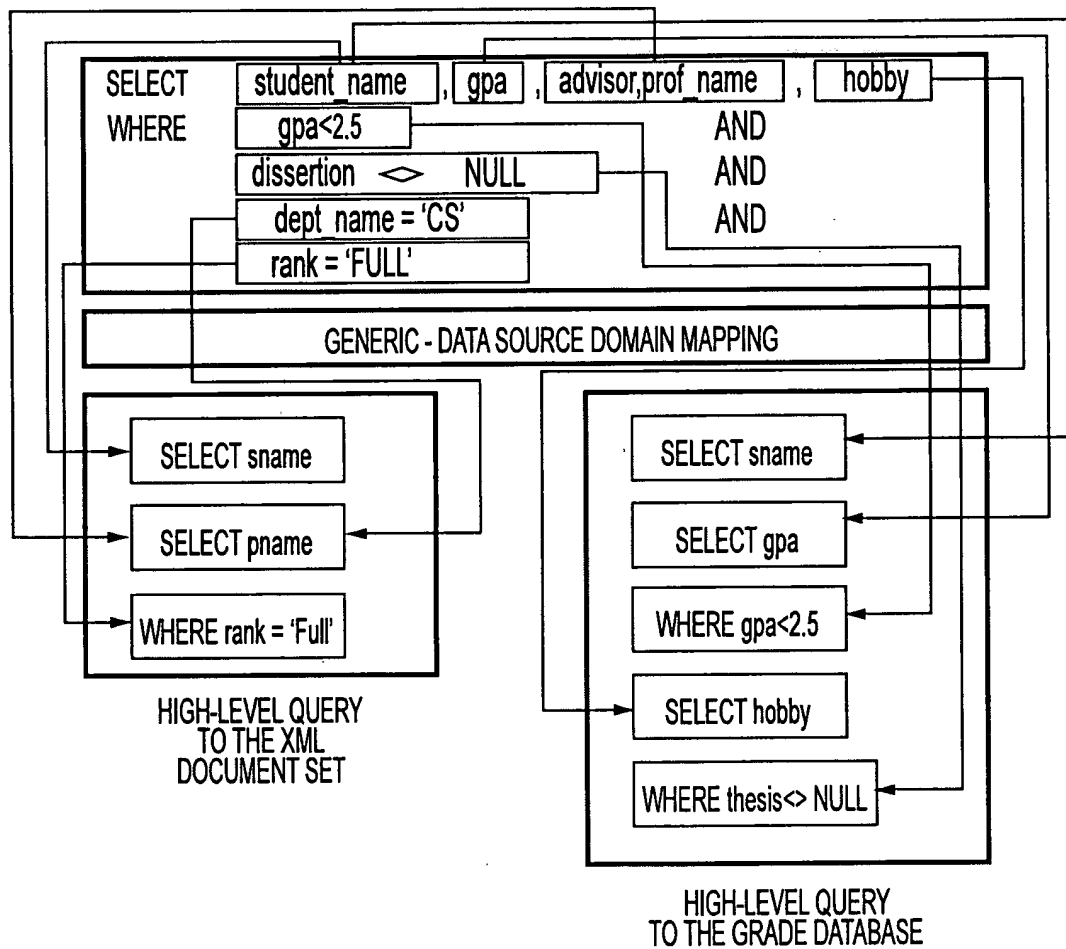 SELECT student_name , gpa , advisor,prof_name , hobby
WHERE gpa<2.5 AND
dissertion <> NULL AND
dept_name = 'CS' AND
rank = 'FULL'
GENERIC - DATA SOURCE DOMAIN MAPPING
SELECT sname
SELECT pname
WHERE rank = 'Full'
HIGH-LEVEL QUERY
TO THE XML
DOCUMENT SET
SELECT sname
SELECT gpa
WHERE gpa<2.5
SELECT hobby
WHERE thesis<> NULL
HIGH-LEVEL QUERY
TO THE GRADE DATABASE